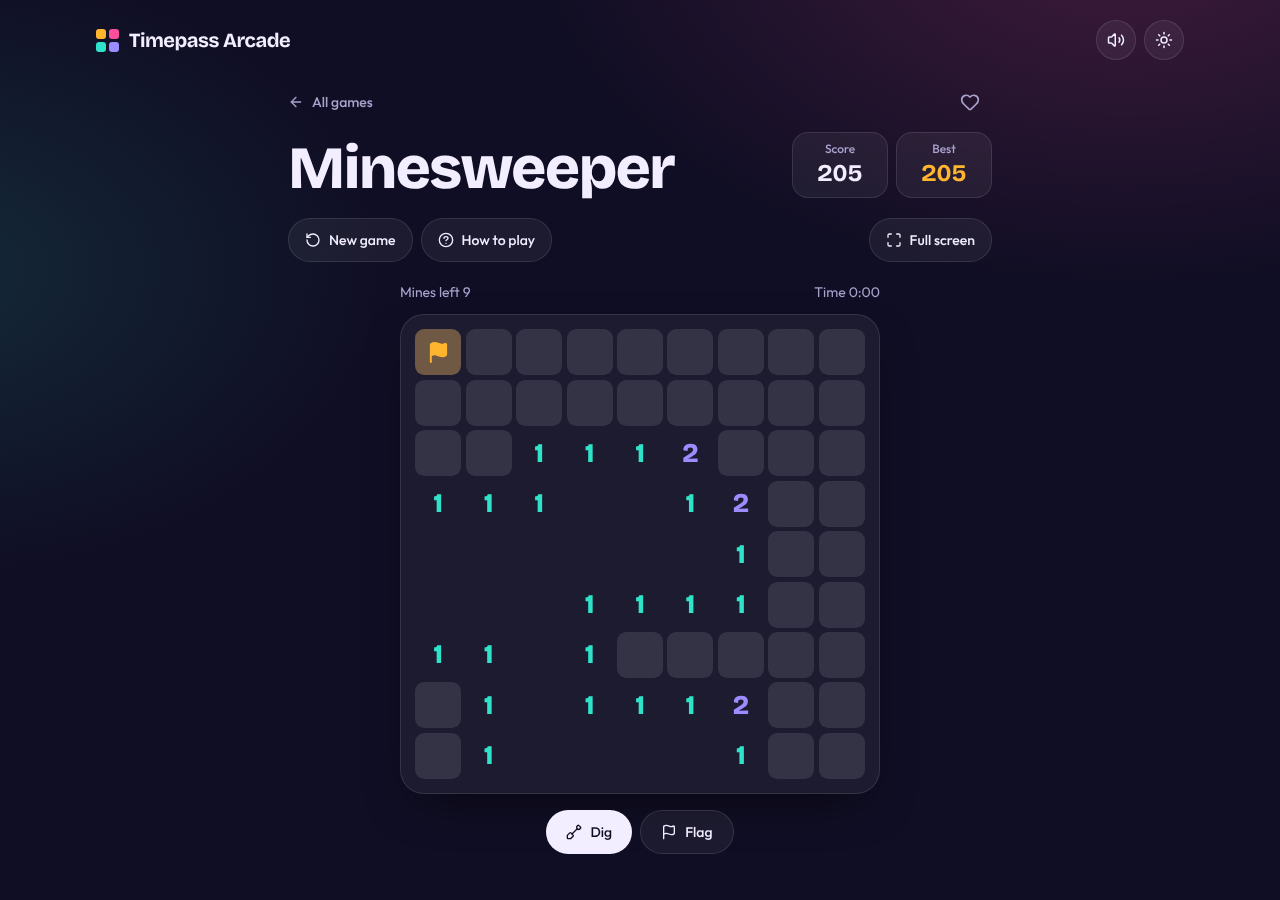 Timepass Arcade
All games
Minesweeper
Score
205
Best
205
New game
How to play
Full screen
Mines left 9
Time 0:00
1 1 1 2
1 1 1 1 2
1
1 1 1 1
1 1 1
1 1 1 1 2
1 1
Dig
Flag